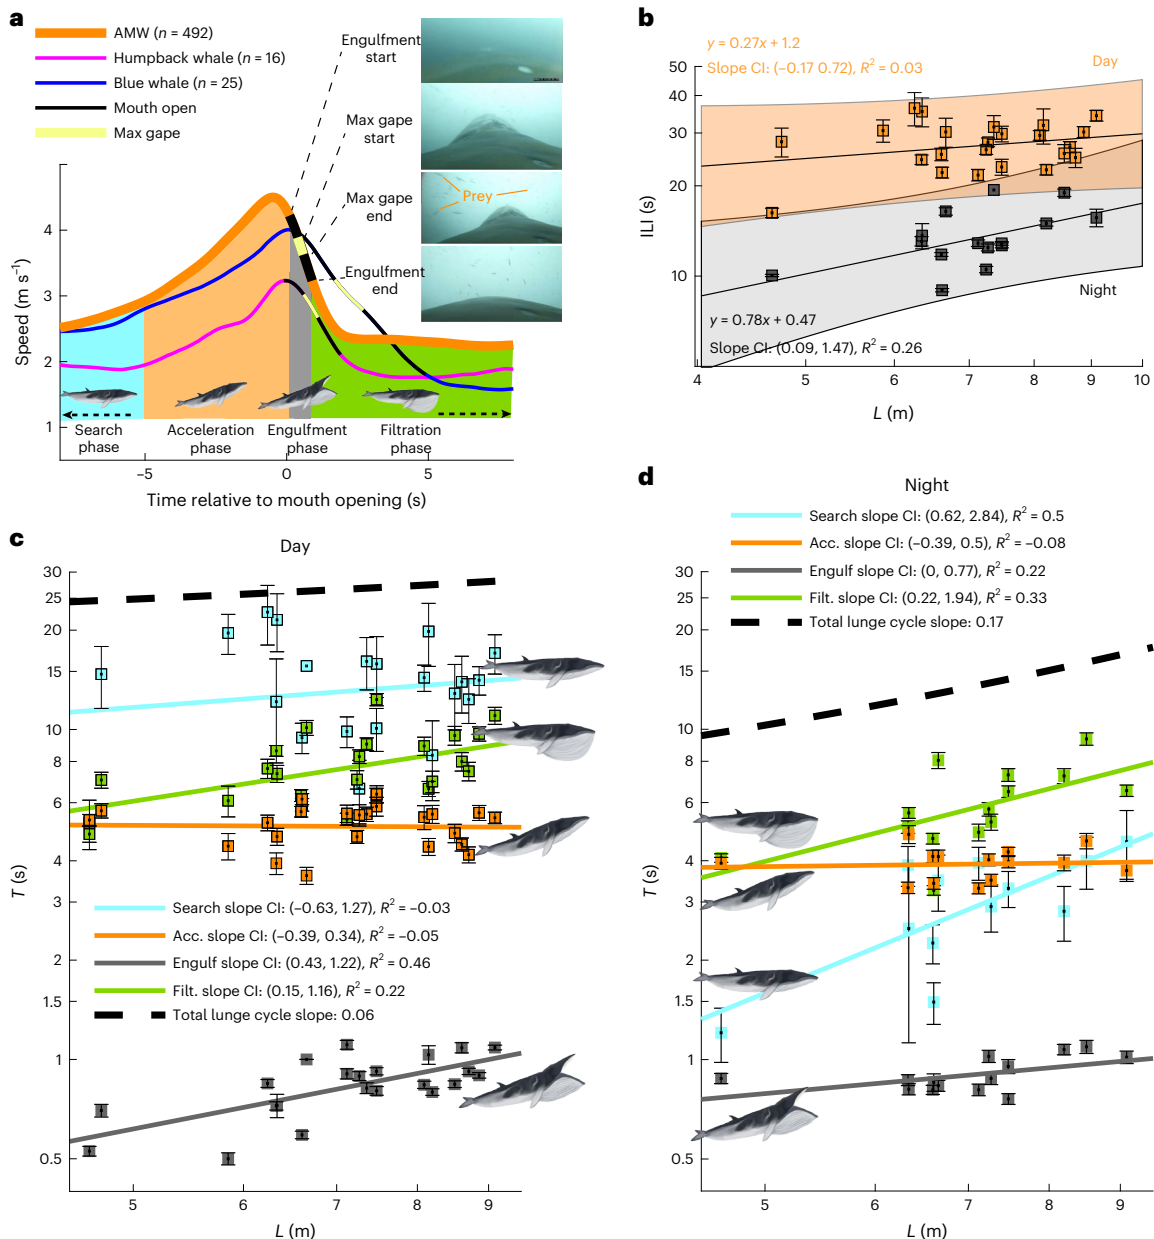 a
AMW (n = 492)
Humpback whale (n = 16)
Blue whale (n = 25)
Mouth open
Max gape
Engulfment
start
Max gape
start
Max gape
end
Engulfment
end
Prey
Speed (m s−1)
4
3
2
1
Search
phase
Acceleration
phase
Engulfment
phase
Filtration
phase
−5
0
5
Time relative to mouth opening (s)
b
y = 0.27x + 1.2
Slope CI: (−0.17 0.72), R2 = 0.03
Day
ILI (s)
50
40
30
20
10
Night
y = 0.78x + 0.47
Slope CI: (0.09, 1.47), R2 = 0.26
4
5
6
7
8
9
10
L (m)
c
Day
T (s)
30
25
20
15
10
8
6
4
3
2
1.5
1
0.5
Search slope CI: (−0.63, 1.27), R2 = −0.03
Acc. slope CI: (−0.39, 0.34), R2 = −0.05
Engulf slope CI: (0.43, 1.22), R2 = 0.46
Filt. slope CI: (0.15, 1.16), R2 = 0.22
Total lunge cycle slope: 0.06
5
6
7
8
9
L (m)
d
Night
Search slope CI: (0.62, 2.84), R2 = 0.5
Acc. slope CI: (−0.39, 0.5), R2 = −0.08
Engulf slope CI: (0, 0.77), R2 = 0.22
Filt. slope CI: (0.22, 1.94), R2 = 0.33
Total lunge cycle slope: 0.17
T (s)
30
25
20
15
10
8
6
4
3
2
1.5
1
0.5
5
6
7
8
9
L (m)